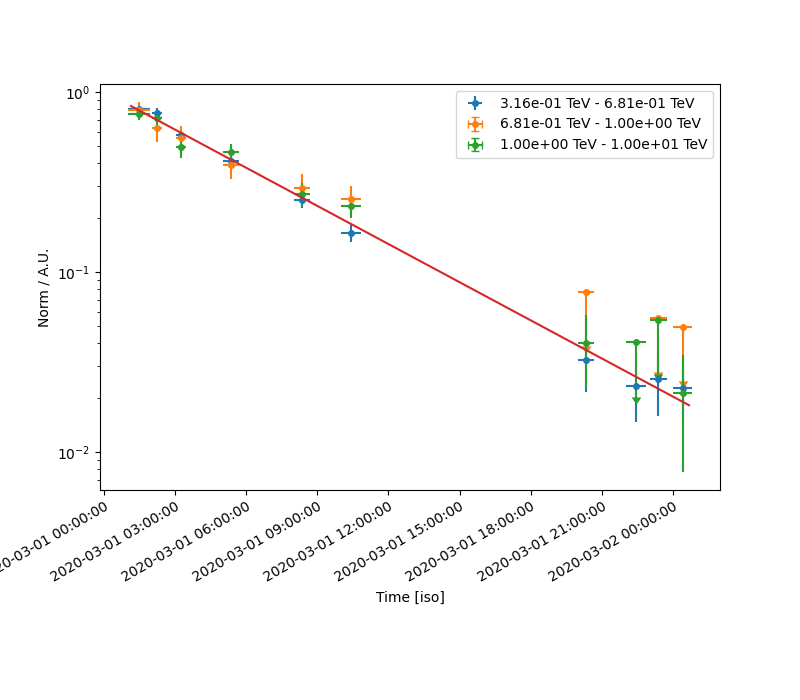 3.16e-01 TeV - 6.81e-01 TeV
6.81e-01 TeV - 1.00e+00 TeV
1.00e+00 TeV - 1.00e+01 TeV
10⁰
10⁻¹
10⁻²
Norm / A.U.
20-03-01 00:00:00
2020-03-01 03:00:00
2020-03-01 06:00:00
2020-03-01 09:00:00
2020-03-01 12:00:00
2020-03-01 15:00:00
2020-03-01 18:00:00
2020-03-01 21:00:00
2020-03-02 00:00:00
Time [iso]